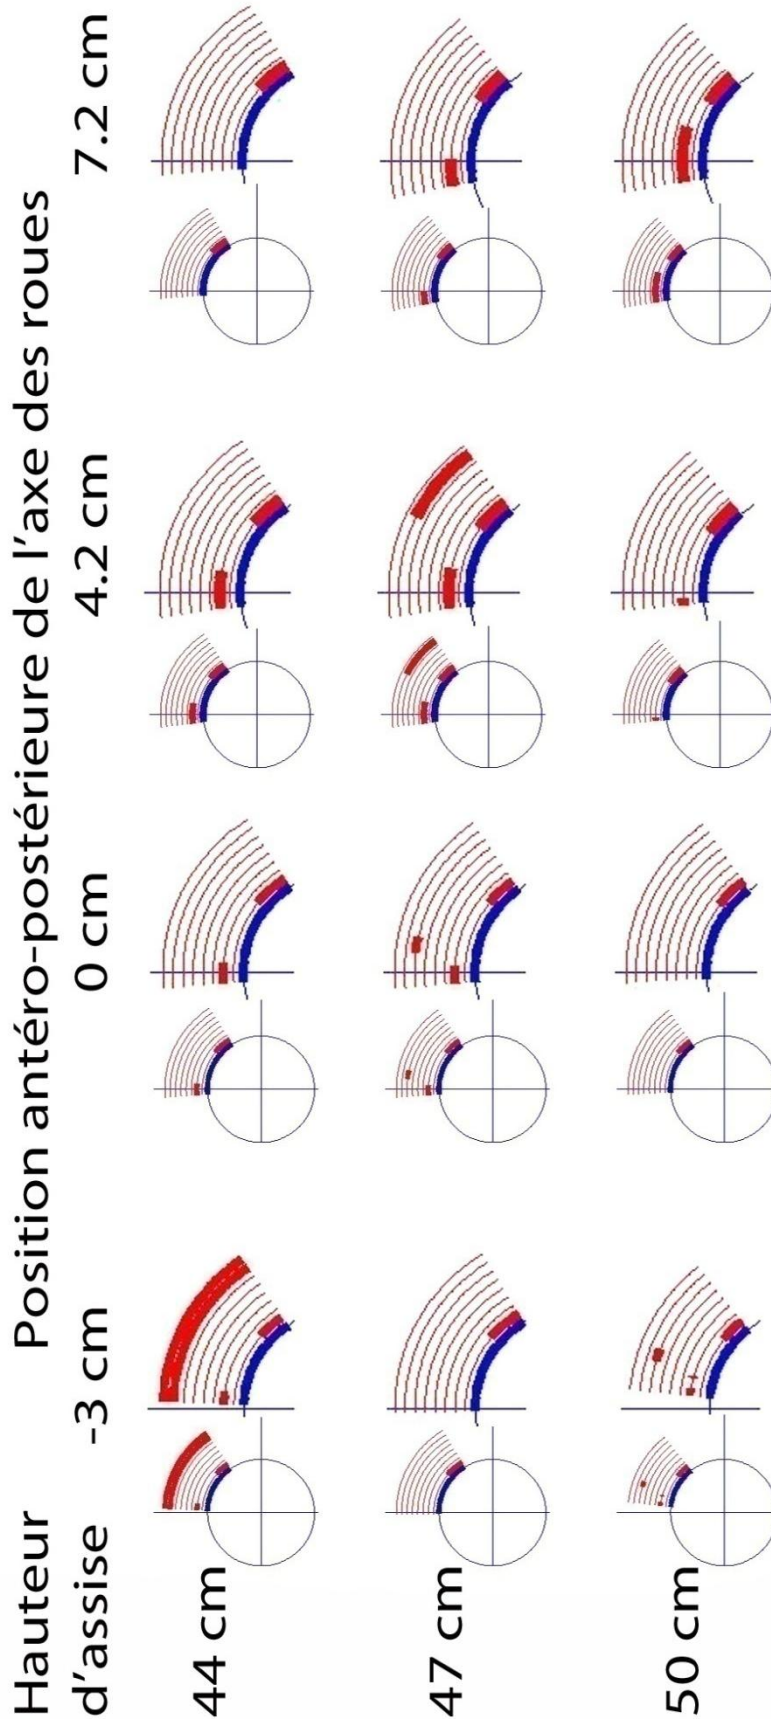 Position antéro-postérieure de l'axe des roues
Hauteur
d'assise
-3 cm
0 cm
4.2 cm
7.2 cm
44 cm
47 cm
50 cm